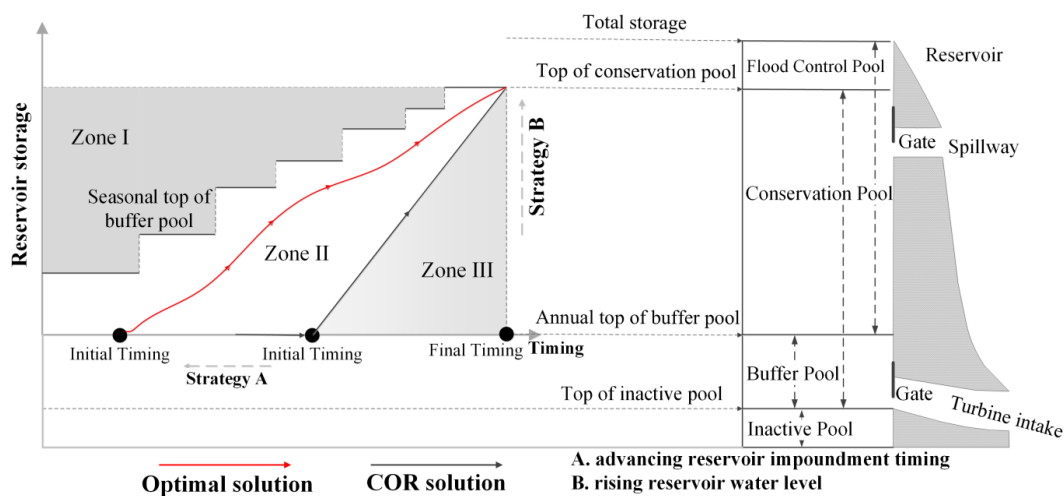 Total storage
Reservoir
Flood Control Pool
Top of conservation pool
Zone I
Gate
Spillway
Strategy B
Reservoir storage
Seasonal top of
buffer pool
Conservation Pool
Zone II
Zone III
Annual top of buffer pool
Initial Timing
Initial Timing
Final Timing
Timing
Strategy A
Buffer Pool
Top of inactive pool
Gate
Turbine intake
Inactive Pool
Optimal solution
COR solution
A. advancing reservoir impoundment timing
B. rising reservoir water level